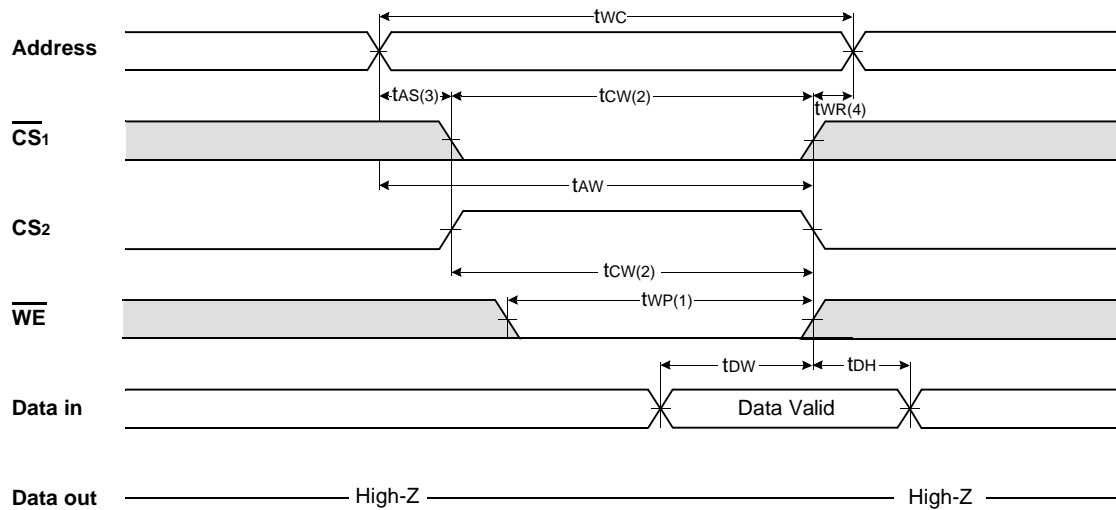 tWC
Address
tAS(3) tCW(2) tWR(4)
CS1
tAW
CS2
tCW(2)
tWP(1)
WE
tDW tDH
Data in Data Valid
Data out High-Z High-Z